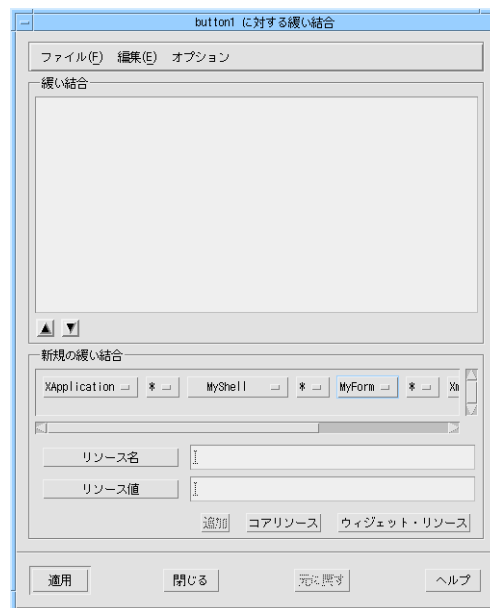 button1 に対する緩い結合
ファイル(F) 編集(E) オプション
緩い結合
新規の緩い結合
XApplication * MyShell * MyForm * Xm
リソース名
リソース値
追加 コアリソース ウィジェット・リソース
適用 閉じる 元に戻す ヘルプ